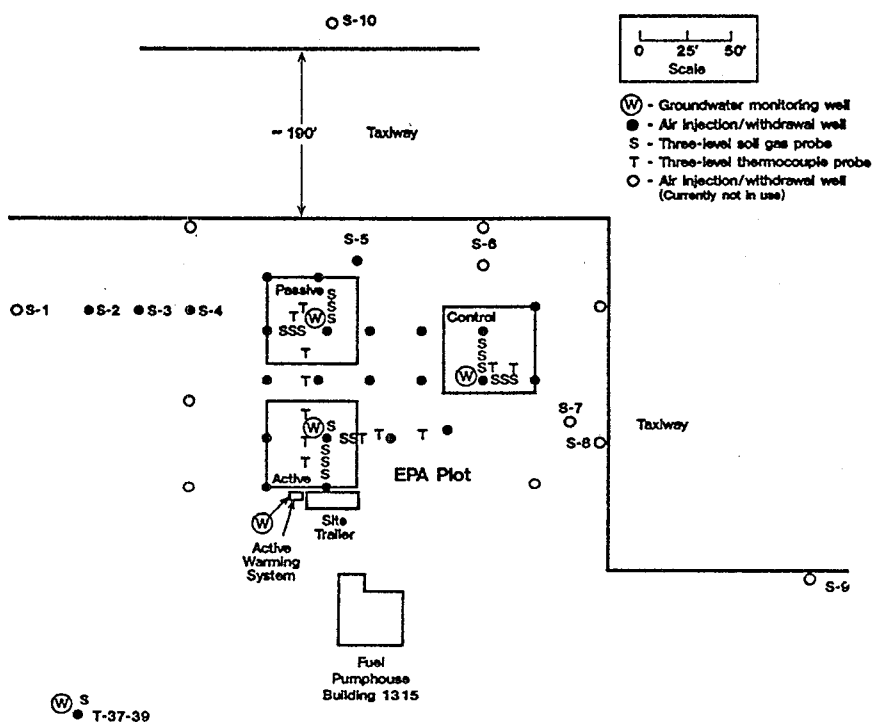 S-10
0 25' 50'
Scale
W - Groundwater monitoring well
- Air injection/withdrawal well
S - Three-level soil gas probe
T - Three-level thermocouple probe
- Air injection/withdrawal well
(Currently not in use)
~ 190'
Taxiway
S-5
S-6
S-1
S-2
S-3
S-4
Passive
S
T S
T W S
SSS
T
Control
S
S
S T T
W SSS
T
S-7
S-8
Taxiway
T
W S
T
SST T T
S
T S
S
Active
EPA Plot
W
Site
Trailer
Active
Warming
System
S-9
Fuel
Pumphouse
Building 1315
W S
T-37-39